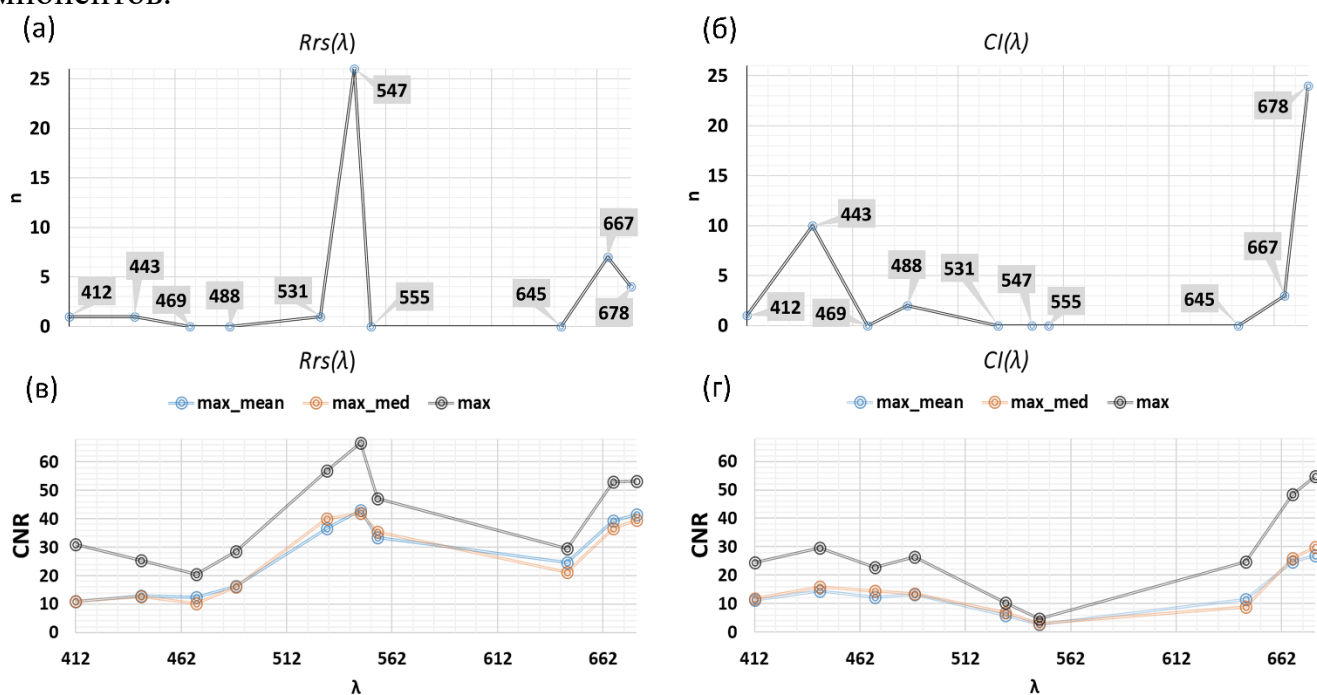 (а)
Rrs(λ)
25
20
15
10
5
0
n
412
443
469
488
531
547
555
645
667
678
(б)
CI(λ)
25
20
15
10
5
0
n
412
443
469
488
531
547
555
645
667
678
(в)
Rrs(λ)
max_mean max_med max
60
50
40
30
20
10
0
CNR
412 462 512 562 612 662
λ
(г)
CI(λ)
max_mean max_med max
60
50
40
30
20
10
0
CNR
412 462 512 562 612 662
λ